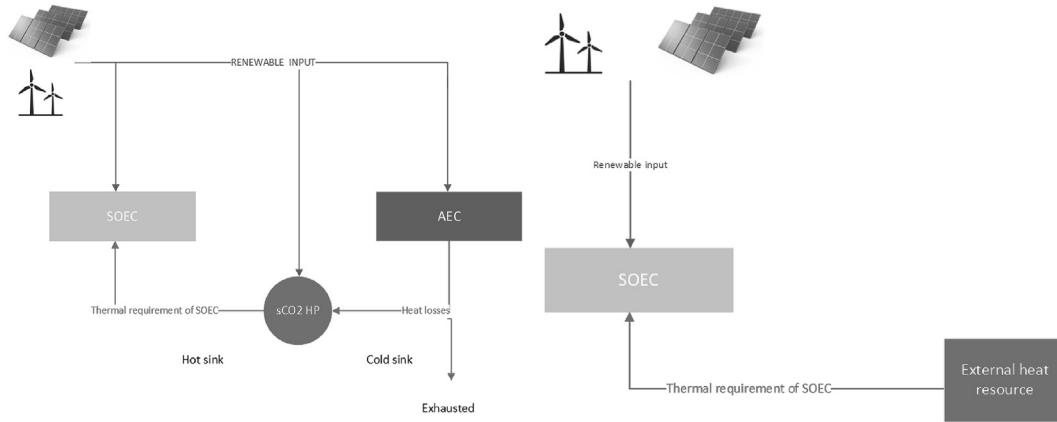 RENEWABLE INPUT
SOEC
AEC
Thermal requirement of SOEC
sCO2 HP
Heat losses
Hot sink
Cold sink
Exhausted
Renewable input
SOEC
Thermal requirement of SOEC
External heat
resource